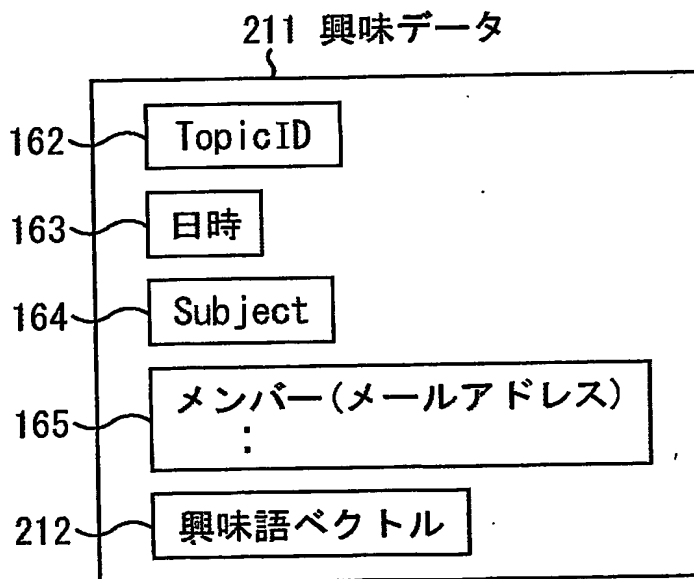 211 興味データ
162 TopicID
163 日時
164 Subject
165 メンバー(メールアドレス)
:
212 興味語ベクトル